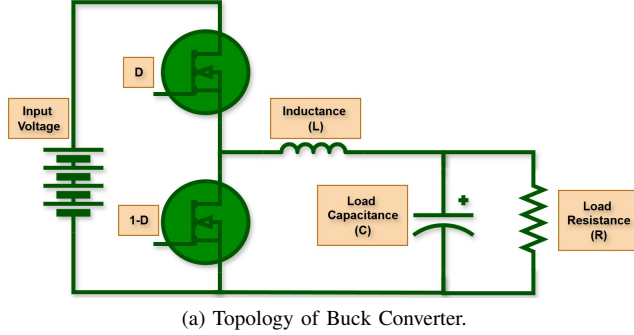 D
Input
Voltage
Inductance
(L)
1-D
Load
Capacitance
(C)
+
Load
Resistance
(R)
(a) Topology of Buck Converter.